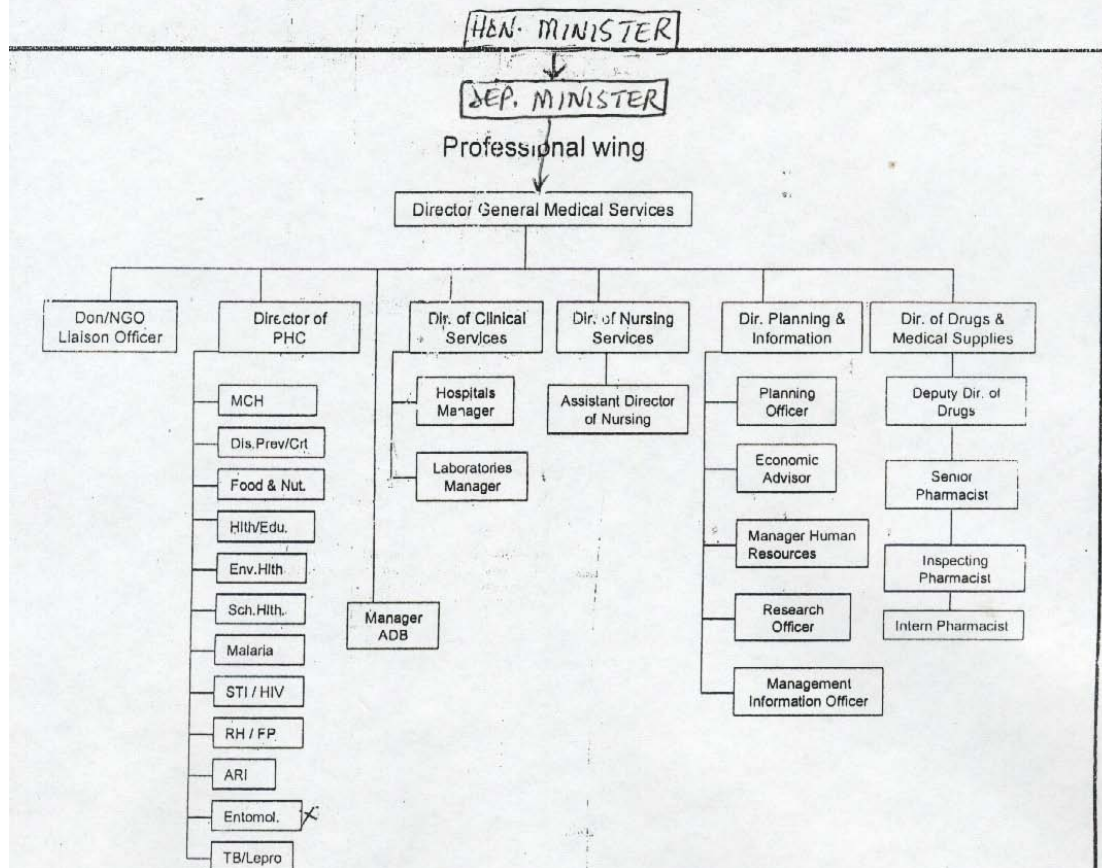 HON. MINISTER
DEP. MINISTER
Professional wing
Director General Medical Services
Don/NGO
Liaison Officer
Director of
PHC
Dir. of Clinical
Services
Dir. of Nursing
Services
Dir. Planning &
Information
Dir. of Drugs &
Medical Supplies
MCH
Dis.Prev/Crt
Food & Nut.
Hlth/Edu.
Env.Hlth
Sch.Hlth.
Malaria
STI / HIV
RH / FP
ARI
Entomol.
TB/Lepro
Manager
ADB
Hospitals
Manager
Laboratories
Manager
Assistant Director
of Nursing
Planning
Officer
Economic
Advisor
Manager Human
Resources
Research
Officer
Management
Information Officer
Deputy Dir. of
Drugs
Senior
Pharmacist
Inspecting
Pharmacist
Intern Pharmacist